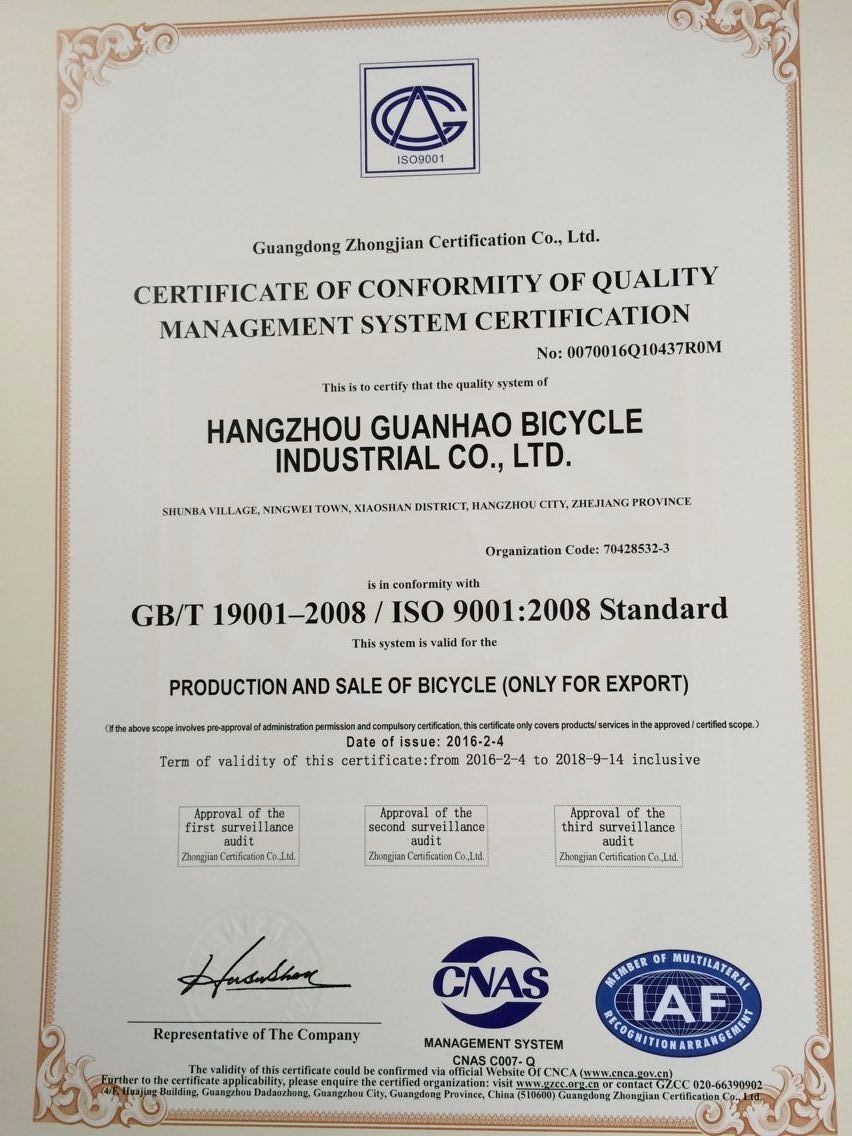 ISO9001
Guangdong Zhongjian Certification Co., Ltd.
CERTIFICATE OF CONFORMITY OF QUALITY
MANAGEMENT SYSTEM CERTIFICATION
No: 0070016Q10437R0M
This is to certify that the quality system of
HANGZHOU GUANHAO BICYCLE
INDUSTRIAL CO., LTD.
SHUNBA VILLAGE, NINGWEI TOWN, XIAOSHAN DISTRICT, HANGZHOU CITY, ZHEJIANG PROVINCE
Organization Code: 70428532-3
is in conformity with
GB/T 19001–2008 / ISO 9001:2008 Standard
This system is valid for the
PRODUCTION AND SALE OF BICYCLE (ONLY FOR EXPORT)
(If the above scope involves pre-approval of administration permission and compulsory certification, this certificate only covers products/ services in the approved / certified scope.)
Date of issue: 2016-2-4
Term of validity of this certificate:from 2016-2-4 to 2018-9-14 inclusive
Approval of the
first surveillance
audit
Zhongjian Certification Co.,Ltd.
Approval of the
second surveillance
audit
Zhongjian Certification Co.,Ltd.
Approval of the
third surveillance
audit
Zhongjian Certification Co.,Ltd.
Representative of The Company
CNAS
MANAGEMENT SYSTEM
CNAS C007- Q
MEMBER OF MULTILATERAL
IAF
RECOGNITION ARRANGEMENT
The validity of this certificate could be confirmed via official Website Of CNCA (www.cnca.gov.cn)
Further to the certificate applicability, please enquire the certified organization: visit www.gzcc.org.cn or contact GZCC 020-66390902
(4/F, Huajing Building, Guangzhou Dadaozhong, Guangzhou City, Guangdong Province, China (510600) Guangdong Zhongjian Certification Co., Ltd.